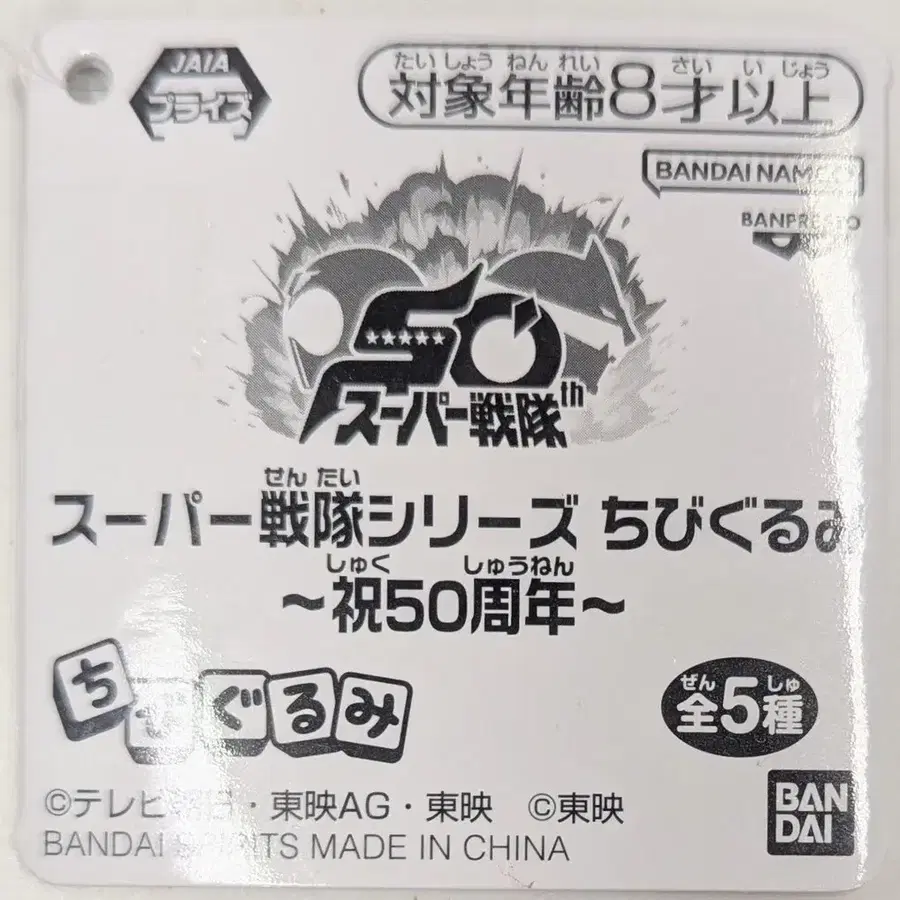 JAIA
プライズ
たいしょうねんれい さいいじょう
対象年齢8才以上
BANDAI NAMCO
BANPRESTO
50th
スーパー戦隊
せんたい
スーパー戦隊シリーズ ちびぐるみ
しゅく しゅうねん
～祝50周年～
ちびぐるみ
ぜん しゅ
全5種
©テレビ朝日・東映AG・東映 ©東映
BANDAI SPIRITS MADE IN CHINA
BAN
DAI